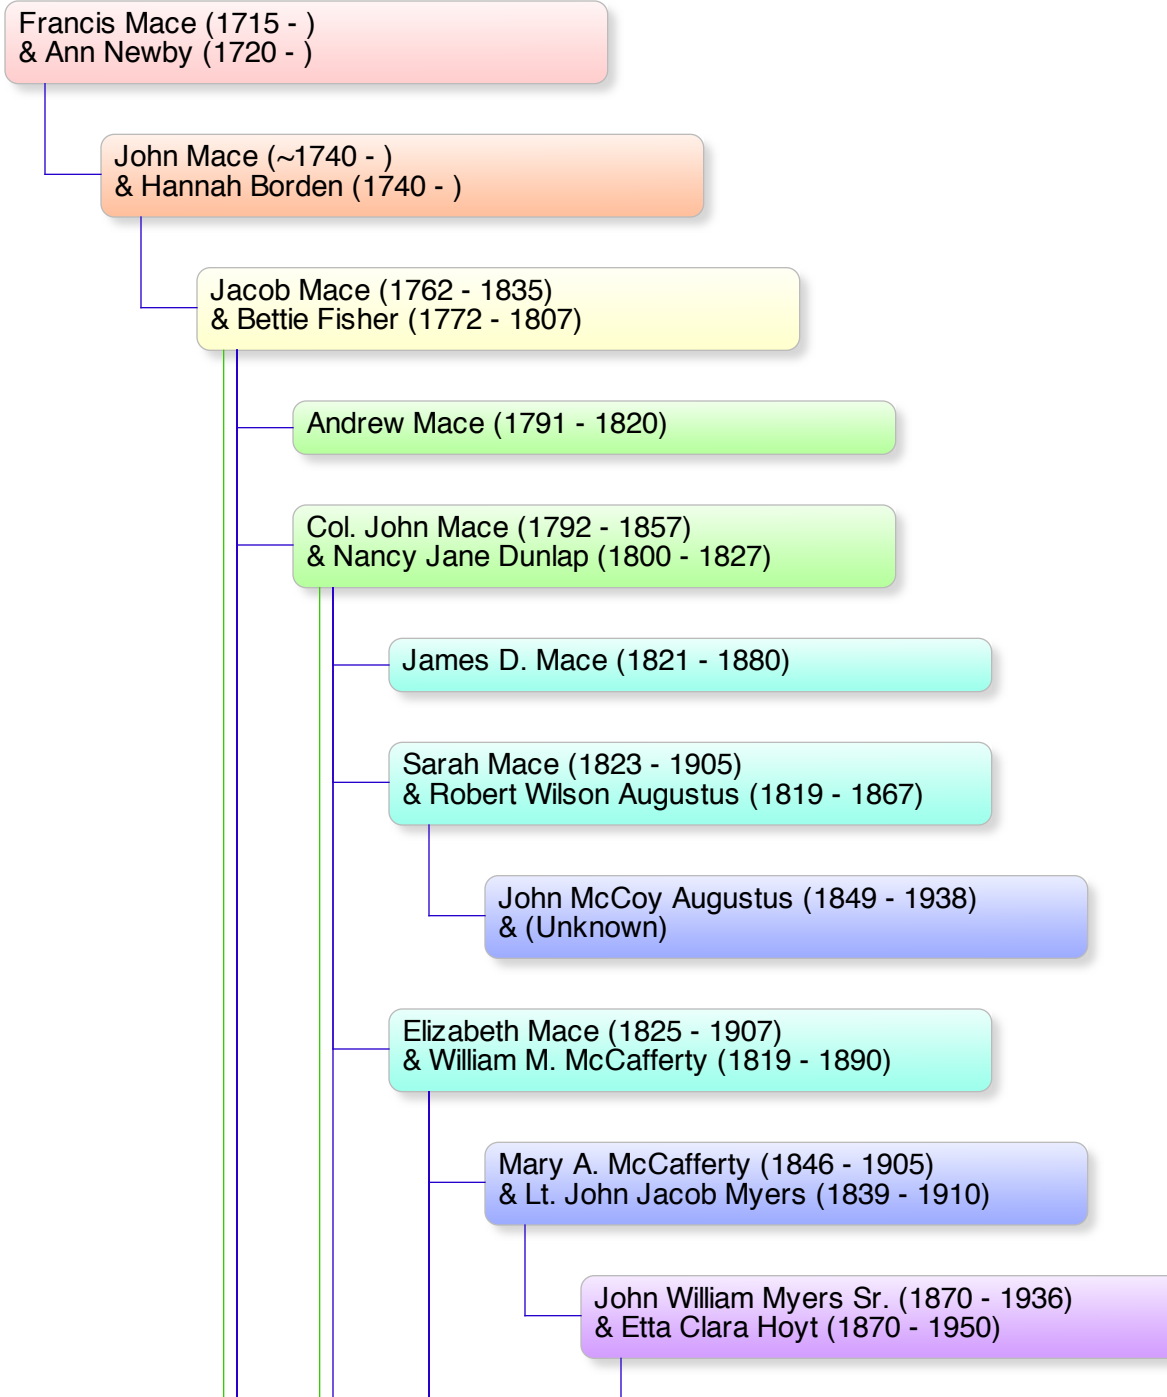 Francis Mace (1715 - )
& Ann Newby (1720 - )
John Mace (~1740 - )
& Hannah Borden (1740 - )
Jacob Mace (1762 - 1835)
& Bettie Fisher (1772 - 1807)
Andrew Mace (1791 - 1820)
Col. John Mace (1792 - 1857)
& Nancy Jane Dunlap (1800 - 1827)
James D. Mace (1821 - 1880)
Sarah Mace (1823 - 1905)
& Robert Wilson Augustus (1819 - 1867)
John McCoy Augustus (1849 - 1938)
& (Unknown)
Elizabeth Mace (1825 - 1907)
& William M. McCafferty (1819 - 1890)
Mary A. McCafferty (1846 - 1905)
& Lt. John Jacob Myers (1839 - 1910)
John William Myers Sr. (1870 - 1936)
& Etta Clara Hoyt (1870 - 1950)